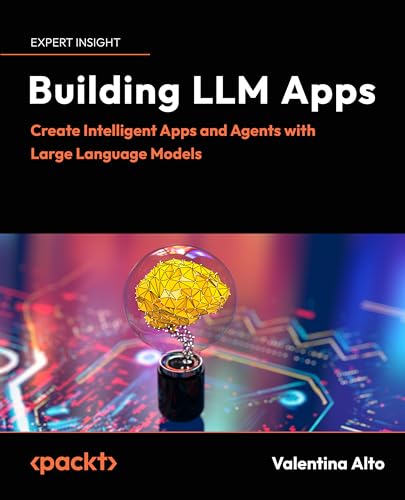 EXPERT INSIGHT
Building LLM Apps
Create Intelligent Apps and Agents with
Large Language Models
<packt>
Valentina Alto